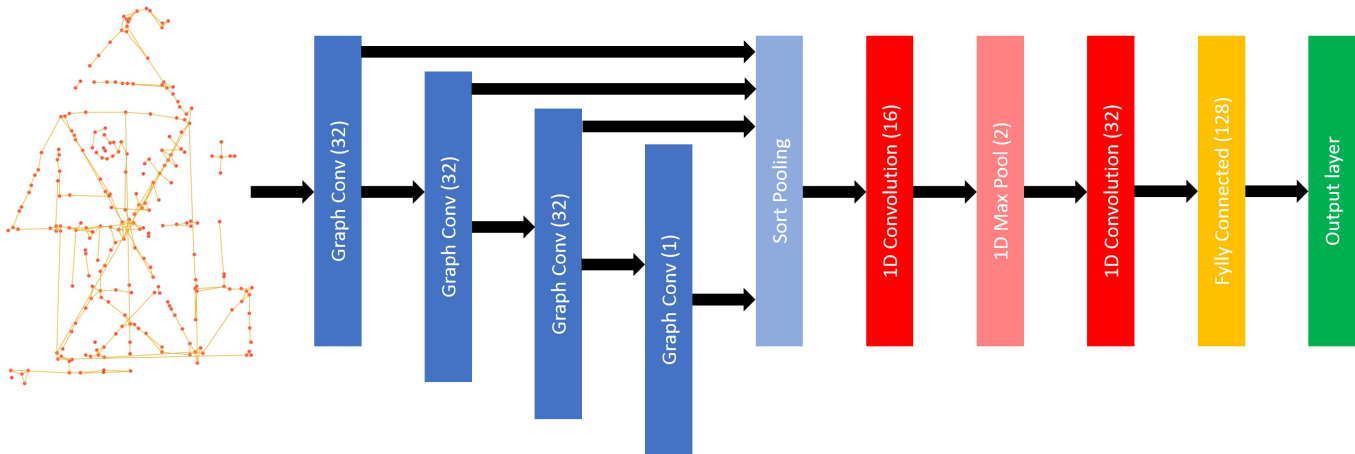 Graph Conv (32)
Graph Conv (32)
Graph Conv (32)
Graph Conv (1)
Sort Pooling
1D Convolution (16)
1D Max Pool (2)
1D Convolution (32)
Fylly Connected (128)
Output layer